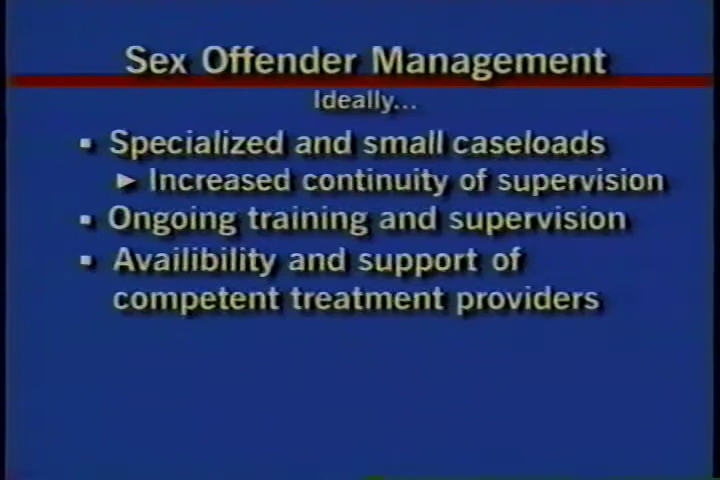 Sex Offender Management
Ideally...
▪ Specialized and small caseloads
► Increased continuity of supervision
▪ Ongoing training and supervision
▪ Availibility and support of
competent treatment providers